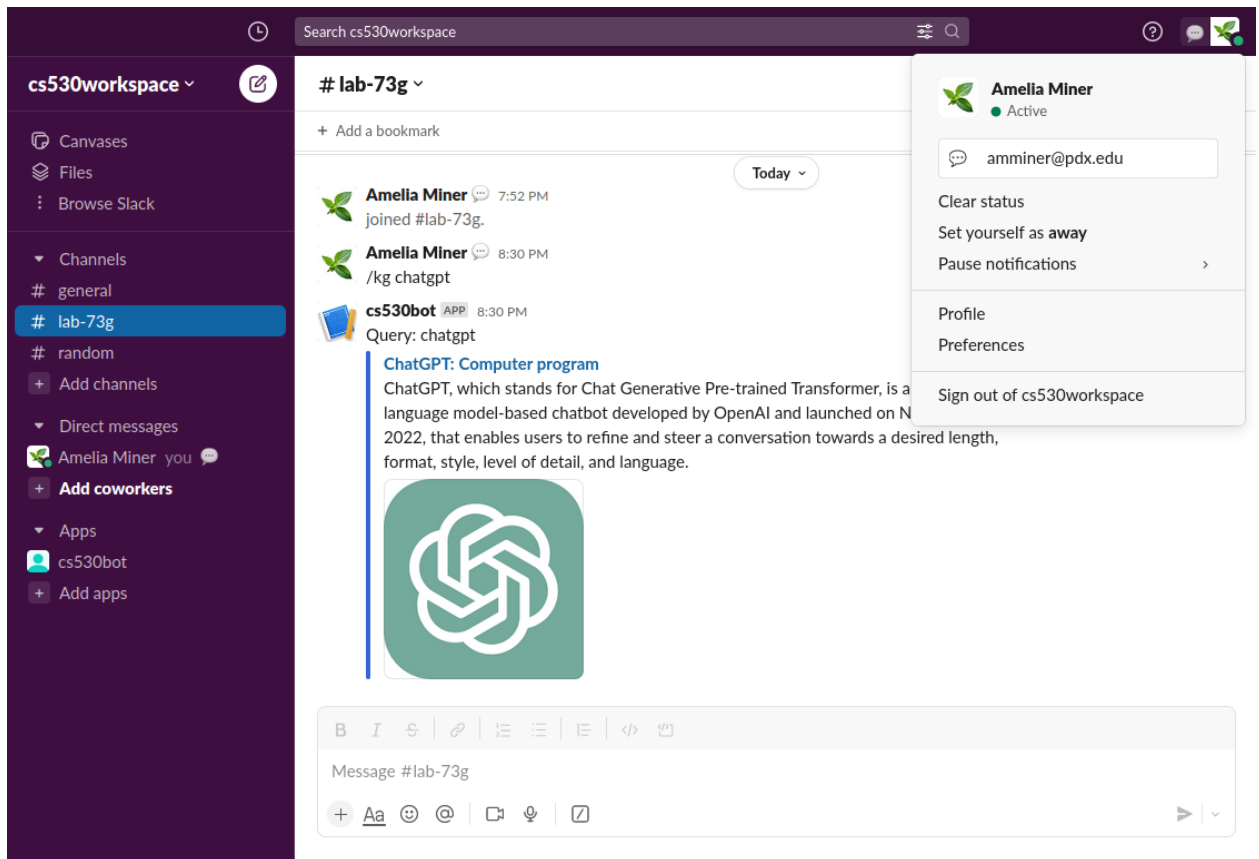 Search cs530workspace
cs530workspace
Canvases
Files
Browse Slack
Channels
# general
# lab-73g
# random
+ Add channels
Direct messages
Amelia Miner you
+ Add coworkers
Apps
cs530bot
+ Add apps
# lab-73g
+ Add a bookmark
Today
Amelia Miner 7:52 PM
joined #lab-73g.
Amelia Miner 8:30 PM
/kg chatgpt
cs530bot APP 8:30 PM
Query: chatgpt
ChatGPT: Computer program
ChatGPT, which stands for Chat Generative Pre-trained Transformer, is a
language model-based chatbot developed by OpenAI and launched on N
2022, that enables users to refine and steer a conversation towards a desired length,
format, style, level of detail, and language.
B I S
Message #lab-73g
+ Aa @
Amelia Miner
Active
amminer@pdx.edu
Clear status
Set yourself as away
Pause notifications
Profile
Preferences
Sign out of cs530workspace